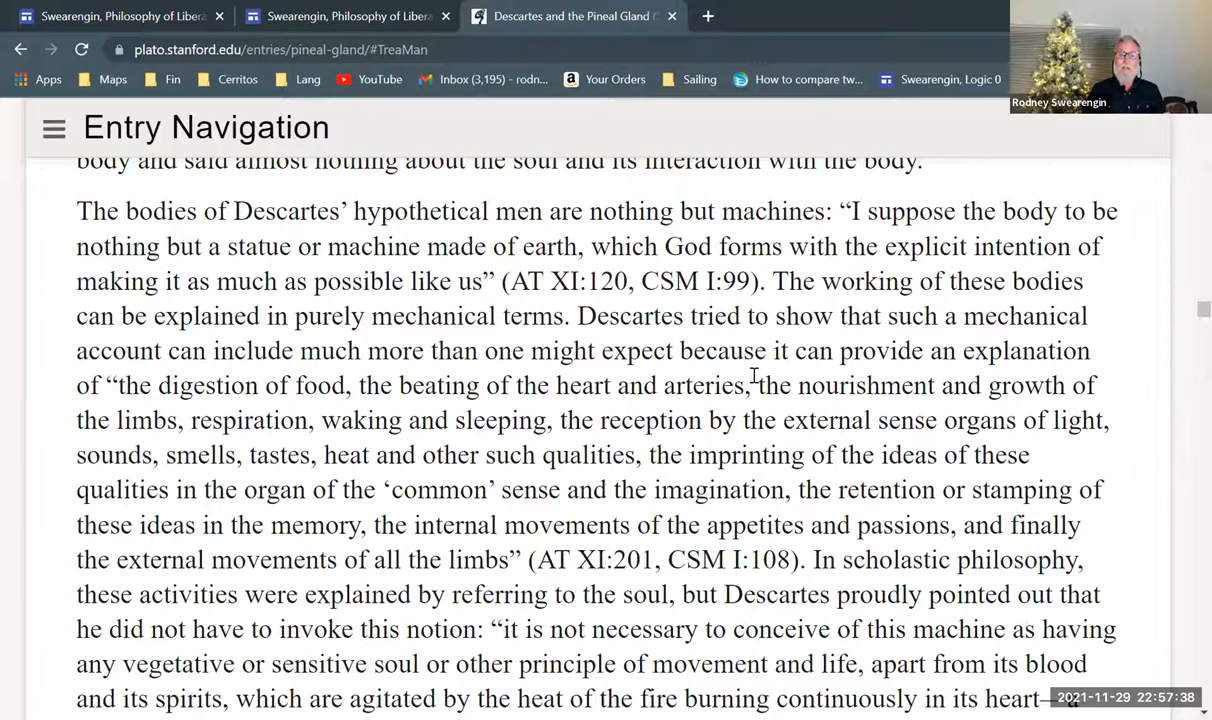 Swearengin, Philosophy of Libera
Swearengin, Philosophy of Libera
Descartes and the Pineal Gland (
plato.stanford.edu/entries/pineal-gland/#TreaMan
Apps
Maps
Fin
Cerritos
Lang
YouTube
Inbox (3,195) - rodn...
Your Orders
Sailing
How to compare tw...
Swearengin, Logic 0
Rodney Swearengin
Entry Navigation
body and said almost nothing about the soul and its interaction with the body.
The bodies of Descartes’ hypothetical men are nothing but machines: “I suppose the body to be
nothing but a statue or machine made of earth, which God forms with the explicit intention of
making it as much as possible like us” (AT XI:120, CSM I:99). The working of these bodies
can be explained in purely mechanical terms. Descartes tried to show that such a mechanical
account can include much more than one might expect because it can provide an explanation
of “the digestion of food, the beating of the heart and arteries, the nourishment and growth of
the limbs, respiration, waking and sleeping, the reception by the external sense organs of light,
sounds, smells, tastes, heat and other such qualities, the imprinting of the ideas of these
qualities in the organ of the ‘common’ sense and the imagination, the retention or stamping of
these ideas in the memory, the internal movements of the appetites and passions, and finally
the external movements of all the limbs” (AT XI:201, CSM I:108). In scholastic philosophy,
these activities were explained by referring to the soul, but Descartes proudly pointed out that
he did not have to invoke this notion: “it is not necessary to conceive of this machine as having
any vegetative or sensitive soul or other principle of movement and life, apart from its blood
and its spirits, which are agitated by the heat of the fire burning continuously in its heart—a
2021-11-29 22:57:38